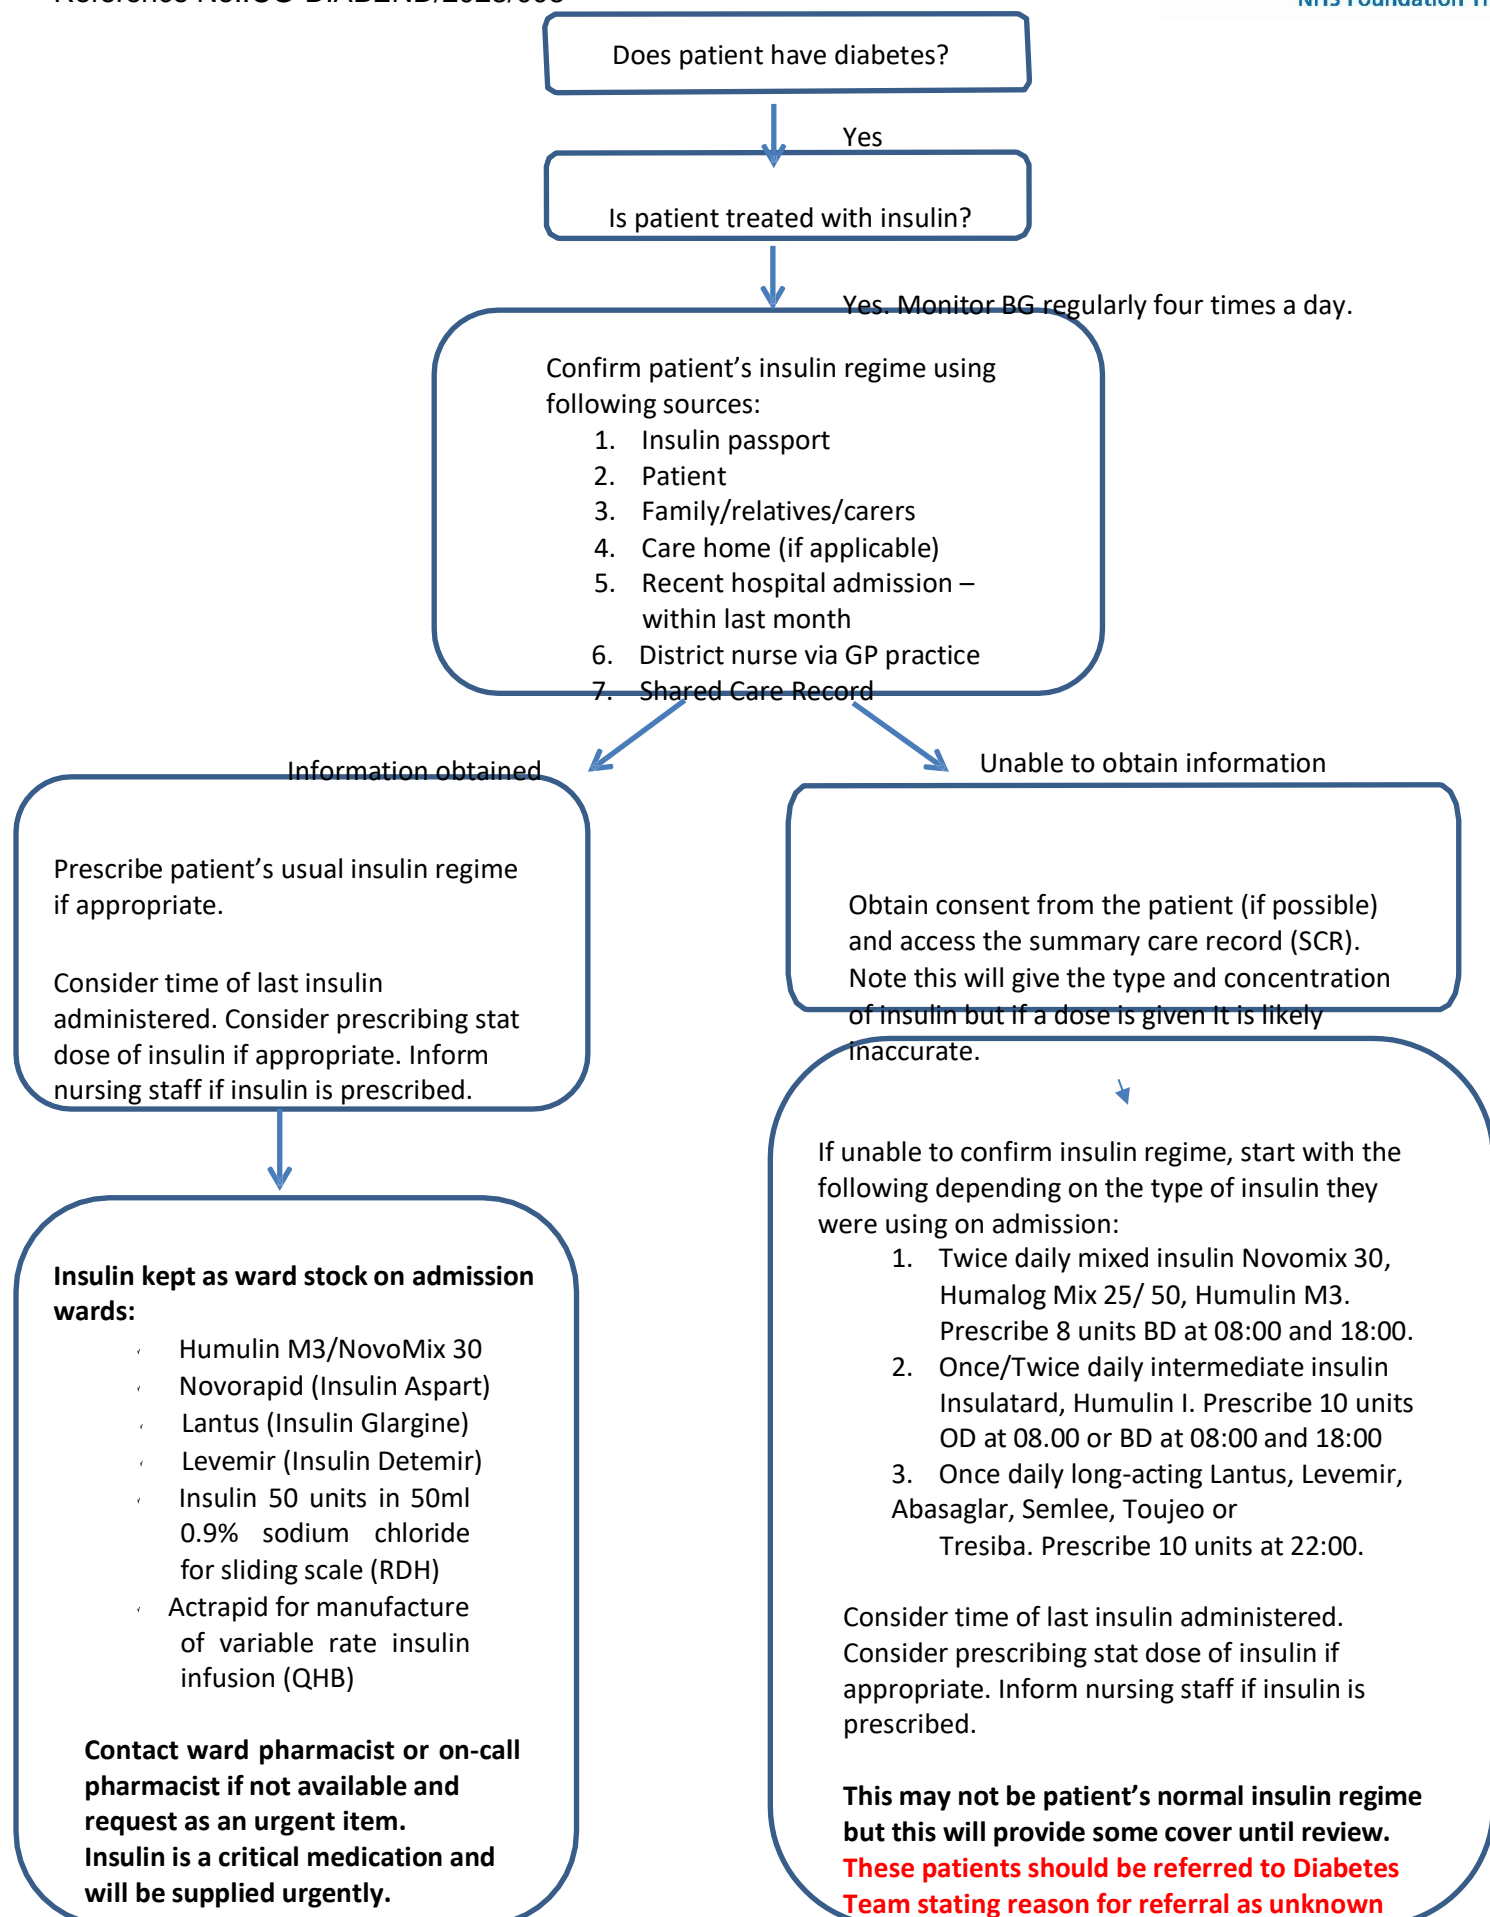 Does patient have diabetes?
Yes
Is patient treated with insulin?
Yes. Monitor BG regularly four times a day.
Confirm patient’s insulin regime using
following sources:
1. Insulin passport
2. Patient
3. Family/relatives/carers
4. Care home (if applicable)
5. Recent hospital admission –
within last month
6. District nurse via GP practice
7. Shared Care Record
Information obtained
Prescribe patient’s usual insulin regime
if appropriate.
Consider time of last insulin
administered. Consider prescribing stat
dose of insulin if appropriate. Inform
nursing staff if insulin is prescribed.
Insulin kept as ward stock on admission
wards:
Humulin M3/NovoMix 30
Novorapid (Insulin Aspart)
Lantus (Insulin Glargine)
Levemir (Insulin Detemir)
Insulin 50 units in 50ml
0.9% sodium chloride
for sliding scale (RDH)
Actrapid for manufacture
of variable rate insulin
infusion (QHB)
Contact ward pharmacist or on-call
pharmacist if not available and
request as an urgent item.
Insulin is a critical medication and
will be supplied urgently.
Unable to obtain information
Obtain consent from the patient (if possible)
and access the summary care record (SCR).
Note this will give the type and concentration
of insulin but if a dose is given It is likely
inaccurate.
If unable to confirm insulin regime, start with the
following depending on the type of insulin they
were using on admission:
1. Twice daily mixed insulin Novomix 30,
Humalog Mix 25/ 50, Humulin M3.
Prescribe 8 units BD at 08:00 and 18:00.
2. Once/Twice daily intermediate insulin
Insulatard, Humulin I. Prescribe 10 units
OD at 08.00 or BD at 08:00 and 18:00
3. Once daily long-acting Lantus, Levemir,
Abasaglar, Semlee, Toujeo or
Tresiba. Prescribe 10 units at 22:00.
Consider time of last insulin administered.
Consider prescribing stat dose of insulin if
appropriate. Inform nursing staff if insulin is
prescribed.
This may not be patient’s normal insulin regime
but this will provide some cover until review.
These patients should be referred to Diabetes
Team stating reason for referral as unknown